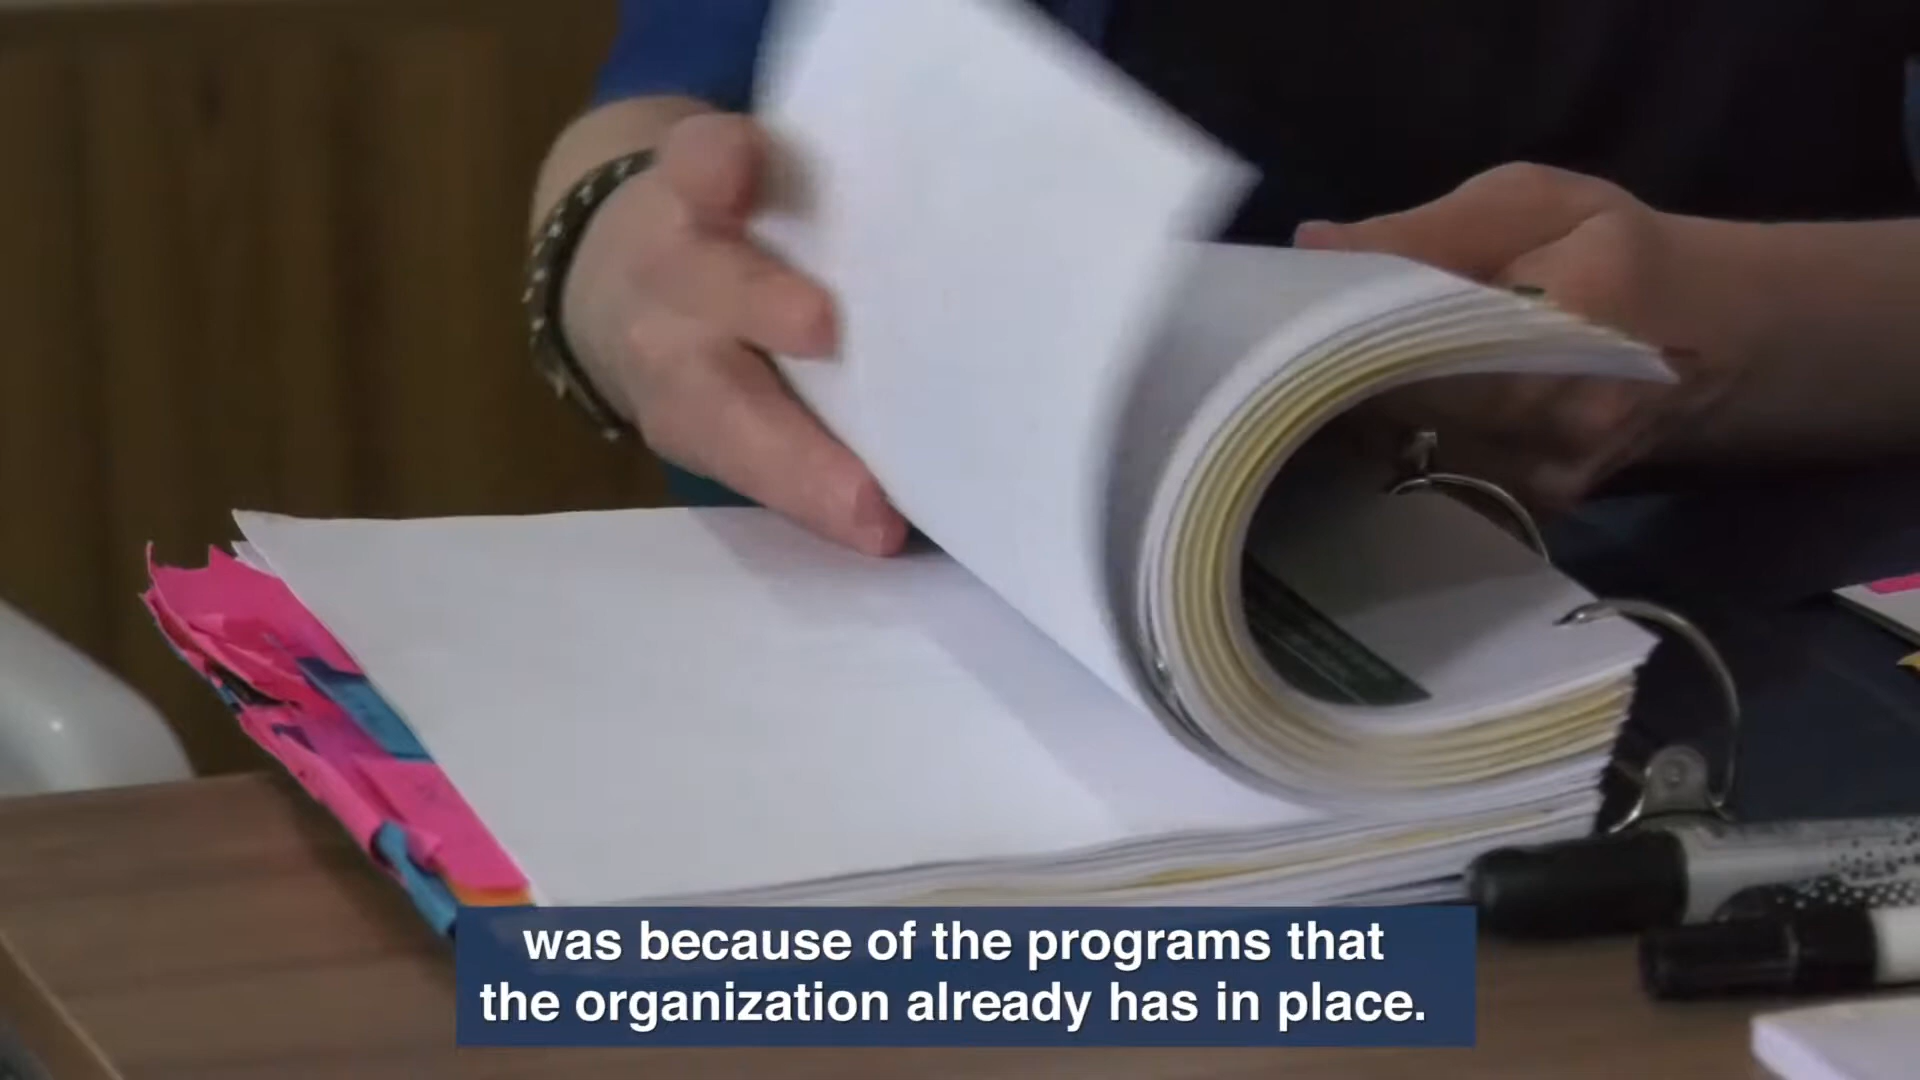 was because of the programs that
the organization already has in place.